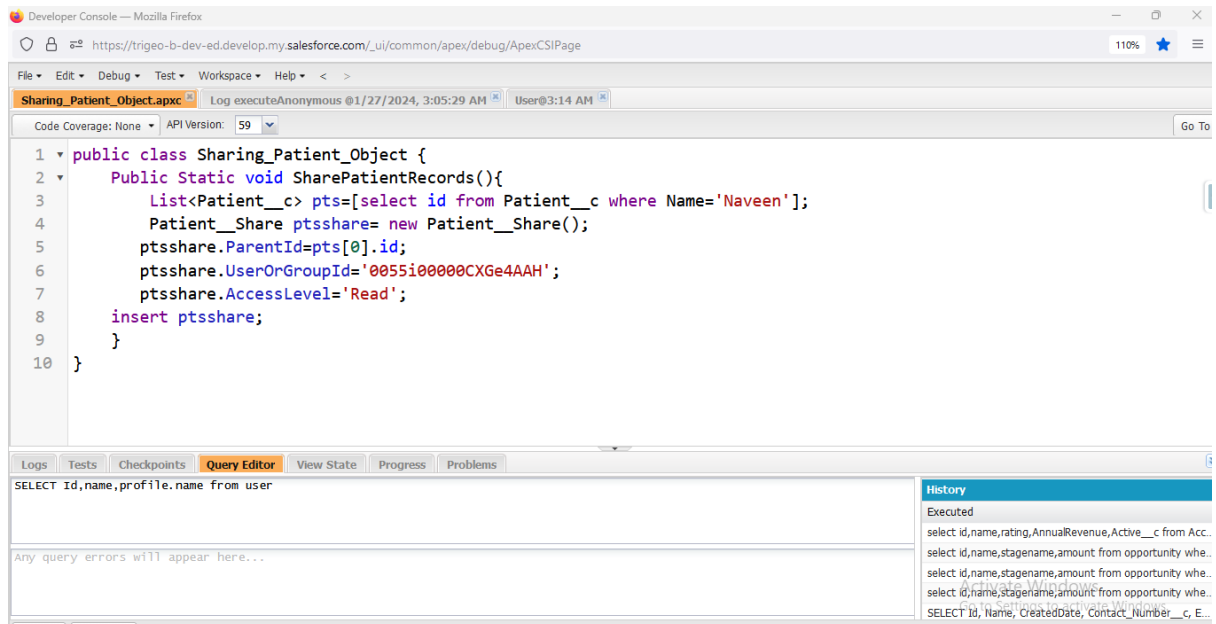 Developer Console — Mozilla Firefox
https://trigeo-b-dev-ed.develop.my.salesforce.com/_ui/common/apex/debug/ApexCSIPage
110%
File Edit Debug Test Workspace Help < >
Sharing_Patient_Object.apxc Log executeAnonymous @1/27/2024, 3:05:29 AM User@3:14 AM
Code Coverage: None API Version: 59 Go To
1 public class Sharing_Patient_Object {
2 Public Static void SharePatientRecords(){
3 List<Patient__c> pts=[select id from Patient__c where Name='Naveen'];
4 Patient__Share ptsshare= new Patient__Share();
5 ptsshare.ParentId=pts[0].id;
6 ptsshare.UserOrGroupId='0055i00000CXGe4AAH';
7 ptsshare.AccessLevel='Read';
8 insert ptsshare;
9 }
10 }
Logs Tests Checkpoints Query Editor View State Progress Problems
SELECT Id,name,profile.name from user
Any query errors will appear here...
History
Executed
select id,name,rating,AnnualRevenue,Active__c from Acc...
select id,name,stagename,amount from opportunity whe...
select id,name,stagename,amount from opportunity whe...
select id,name,stagename,amount from opportunity whe...
SELECT Id, Name, CreatedDate, Contact_Number__c, E...
Activate Windows
Go to Settings to activate Windows.